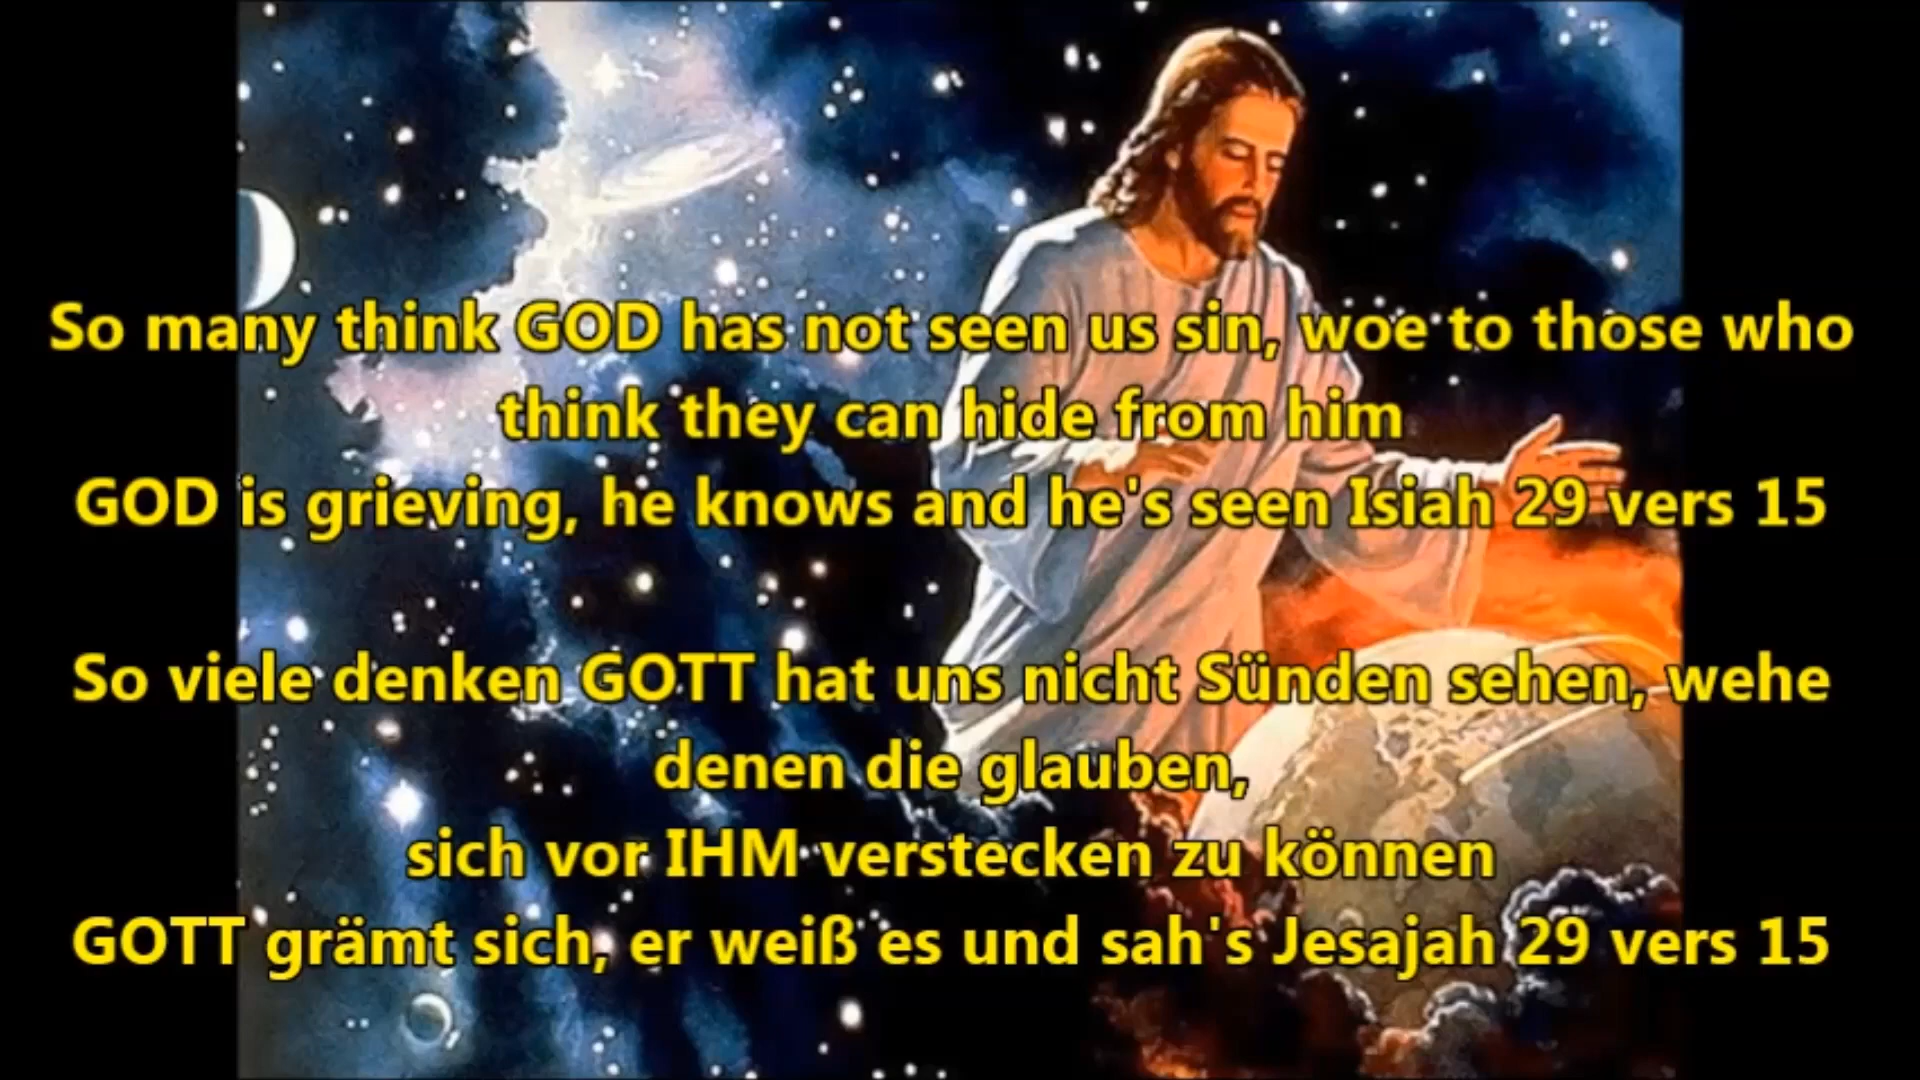 So many think GOD has not seen us sin, woe to those who
think they can hide from him
GOD is grieving, he knows and he's seen Isiah 29 vers 15
So viele denken GOTT hat uns nicht Sünden sehen, wehe
denen die glauben,
sich vor IHM verstecken zu können
GOTT grämt sich, er weiß es und sah's Jesajah 29 vers 15